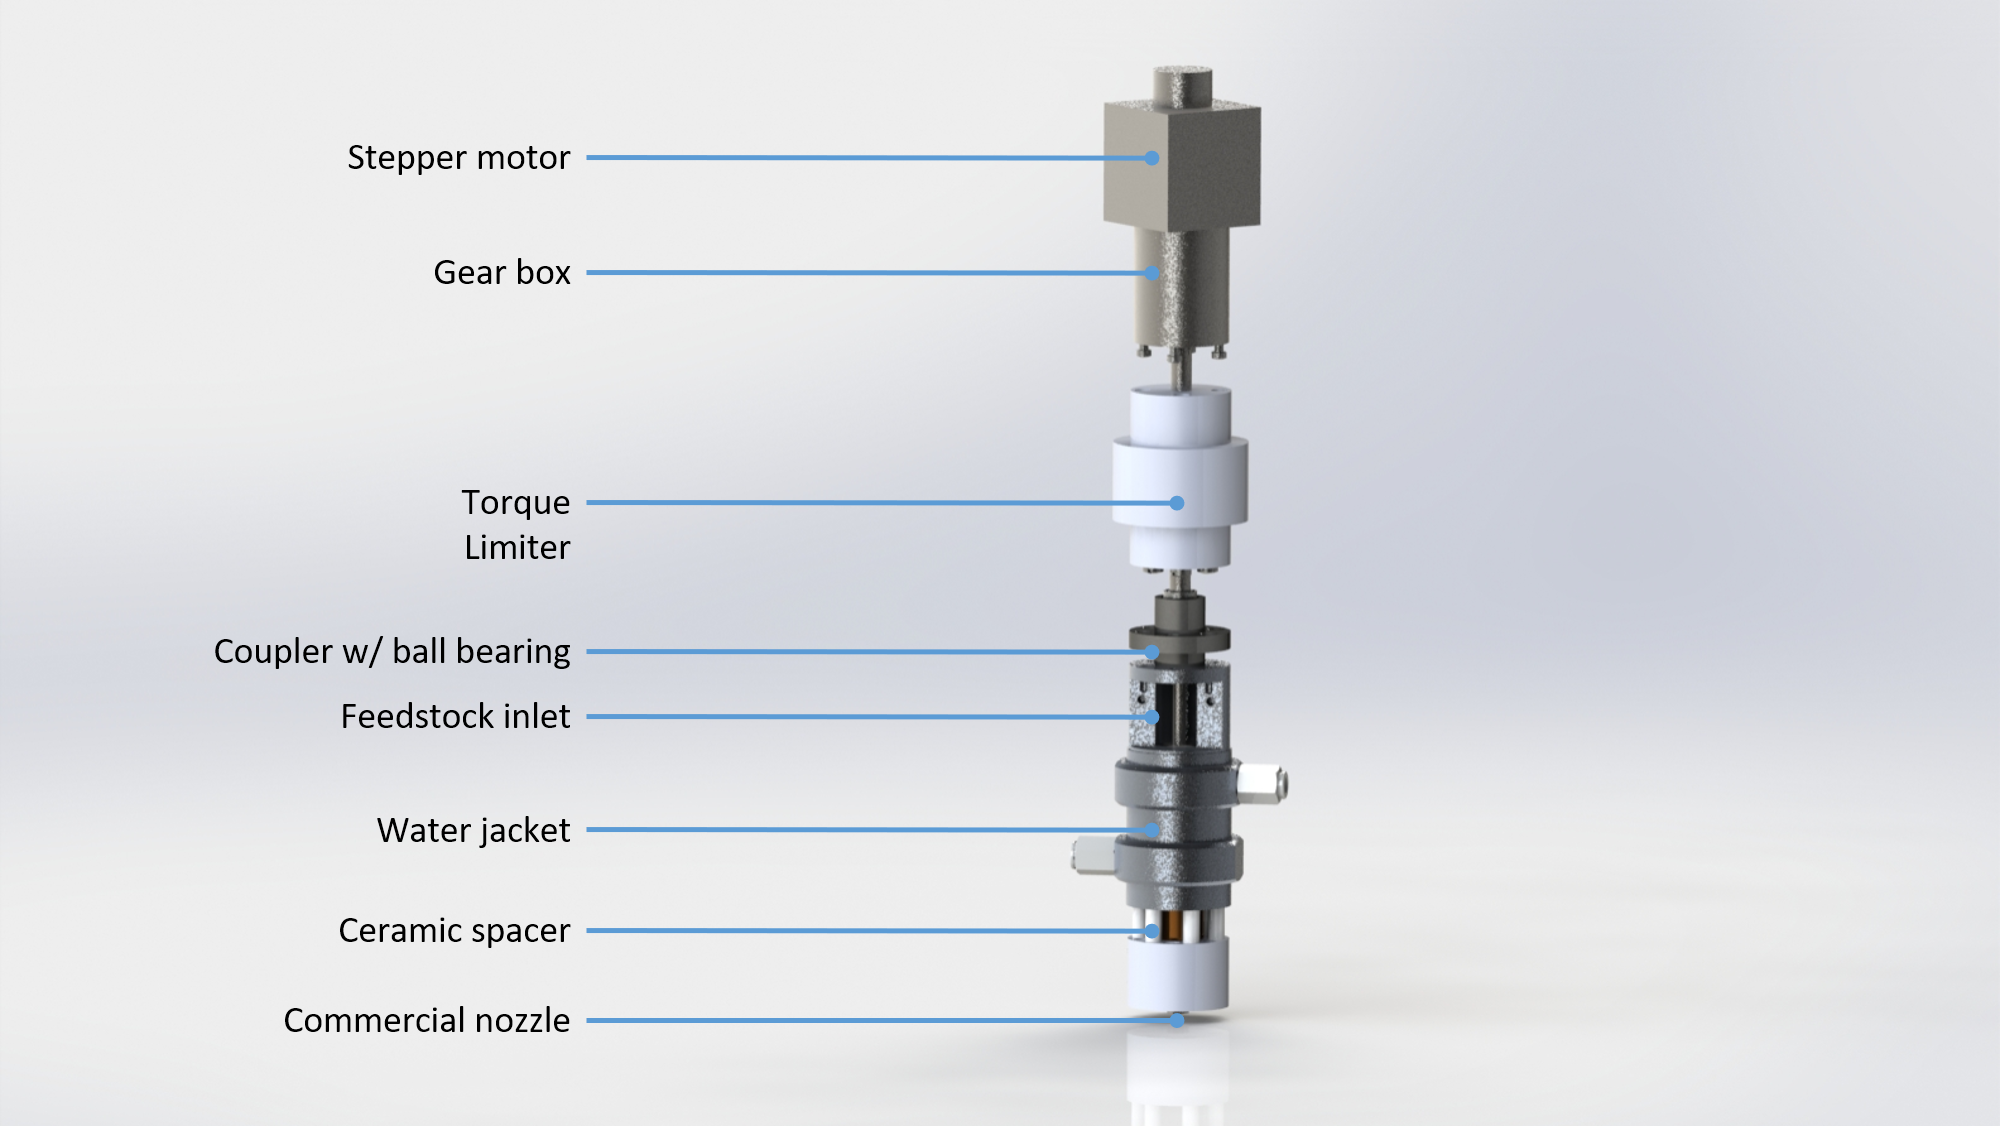 Stepper motor
Gear box
Torque
Limiter
Coupler w/ ball bearing
Feedstock inlet
Water jacket
Ceramic spacer
Commercial nozzle